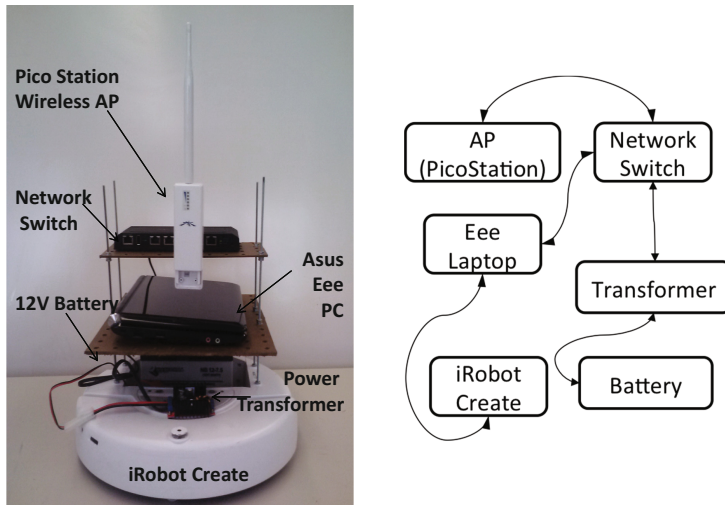 Pico Station
Wireless AP
Network
Switch
12V Battery
Asus
Eee
PC
Power
Transformer
iRobot Create
AP
(PicoStation)
Network
Switch
Eee
Laptop
Transformer
iRobot
Create
Battery